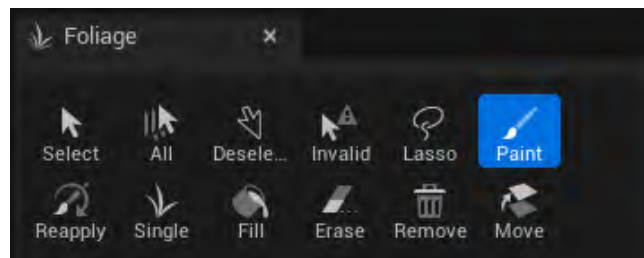 Foliage
Select All Desele... Invalid Lasso Paint
Reapply Single Fill Erase Remove Move